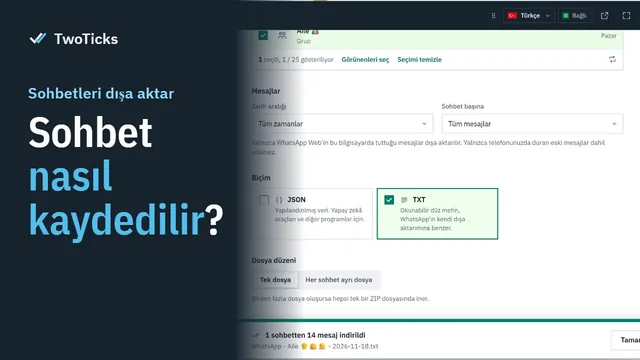 TwoTicks
Sohbetleri dışa aktar
Sohbet
nasıl
kaydedilir?
Türkçe
Bağlı
Aile
Grup
Pazar
1 seçili, 1 / 25 gösteriliyor
Görünenleri seç
Seçimi temizle
Mesajlar
Tarih aralığı
Sohbet başına
Tüm zamanlar
Tüm mesajlar
Yalnızca WhatsApp Web'in bu bilgisayarda tuttuğu mesajlar dışa aktarılır. Yalnızca telefonunuzda duran eski mesajlar dahil
edilmez.
Biçim
{ } JSON
Yapılandırılmış veri. Yapay zekâ
araçları ve diğer programlar için.
TXT
Okunabilir düz metin,
WhatsApp'ın kendi dışa
aktarımına benzer.
Dosya düzeni
Tek dosya
Her sohbet ayrı dosya
Birden fazla dosya oluşursa hepsi tek bir ZIP dosyasında iner.
1 sohbetten 14 mesaj indirildi
WhatsApp - Aile - 2026-11-18.txt
Tamam